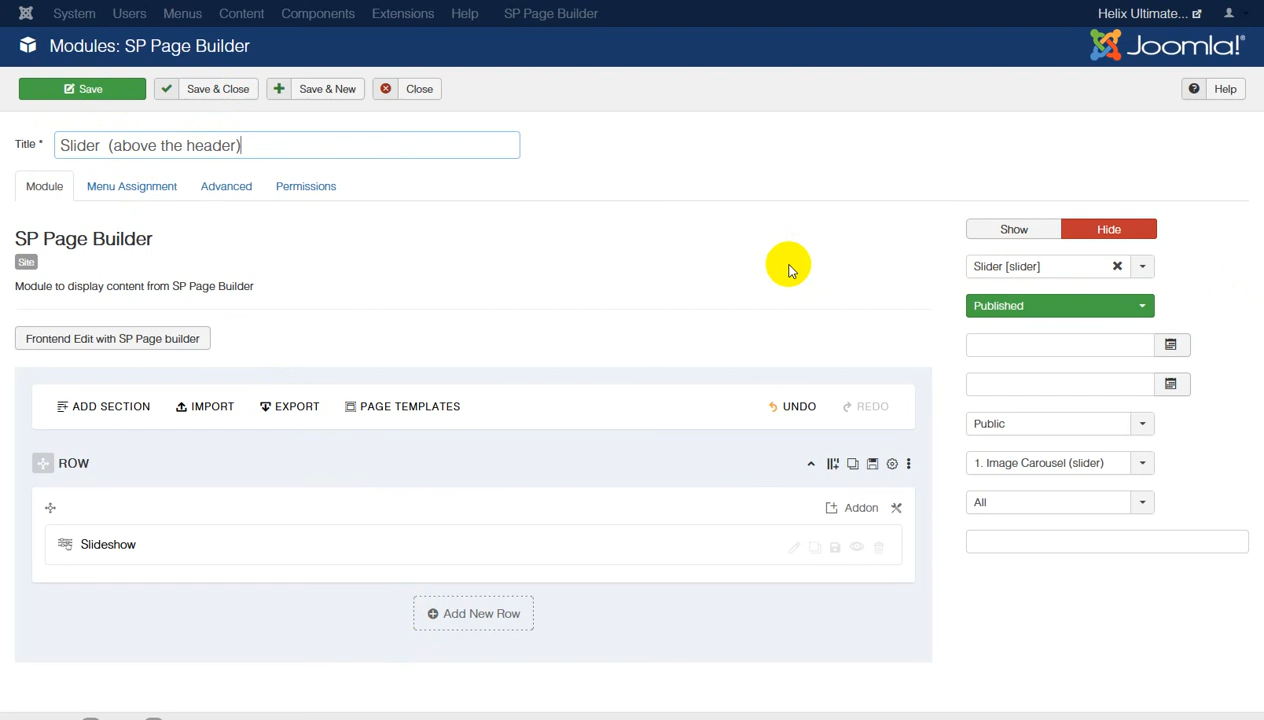 System Users Menus Content Components Extensions Help SP Page Builder Helix Ultimate...
Modules: SP Page Builder Joomla!®
Save Save & Close Save & New Close Help
Title * Slider (above the header)
Module Menu Assignment Advanced Permissions
SP Page Builder
Site
Module to display content from SP Page Builder
Frontend Edit with SP Page builder
ADD SECTION IMPORT EXPORT PAGE TEMPLATES UNDO REDO
ROW
Addon
Slideshow
Add New Row
Show Hide
Slider [slider]
Published
Public
1. Image Carousel (slider)
All